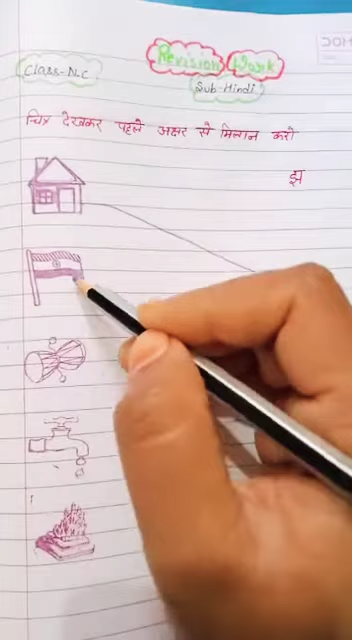 Revision Work
Class-N.C
Sub-Hindi
चित्र देखकर पहले अक्षर से मिलान करो
झ